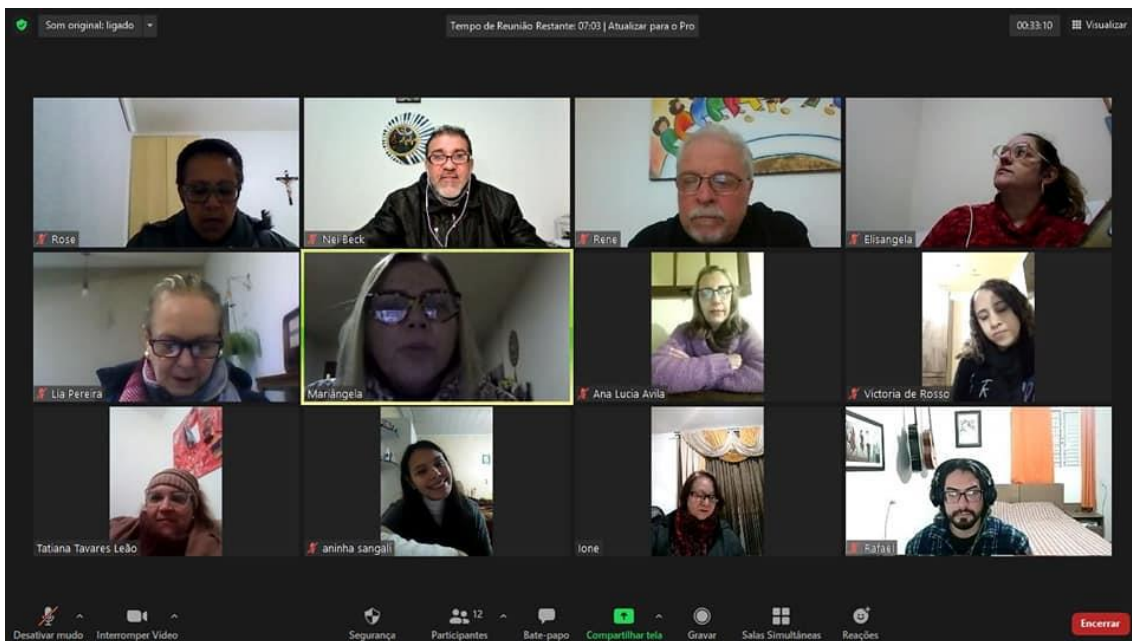 Som original: ligado
Tempo de Reunião Restante: 07:03 | Atualizar para o Pro
00:33:10
Visualizar
Rose
Nei Beck
Rene
Elisangela
Lia Pereira
Mariângela
Ana Lucia Avila
Victoria de Rosso
Tatiana Tavares Leão
aninha sangali
Ione
Rafael
Desativar mudo
Interromper Vídeo
Segurança
Participantes
12
Bate-papo
Compartilhar tela
Gravar
Salas Simultâneas
Reações
Encerrar